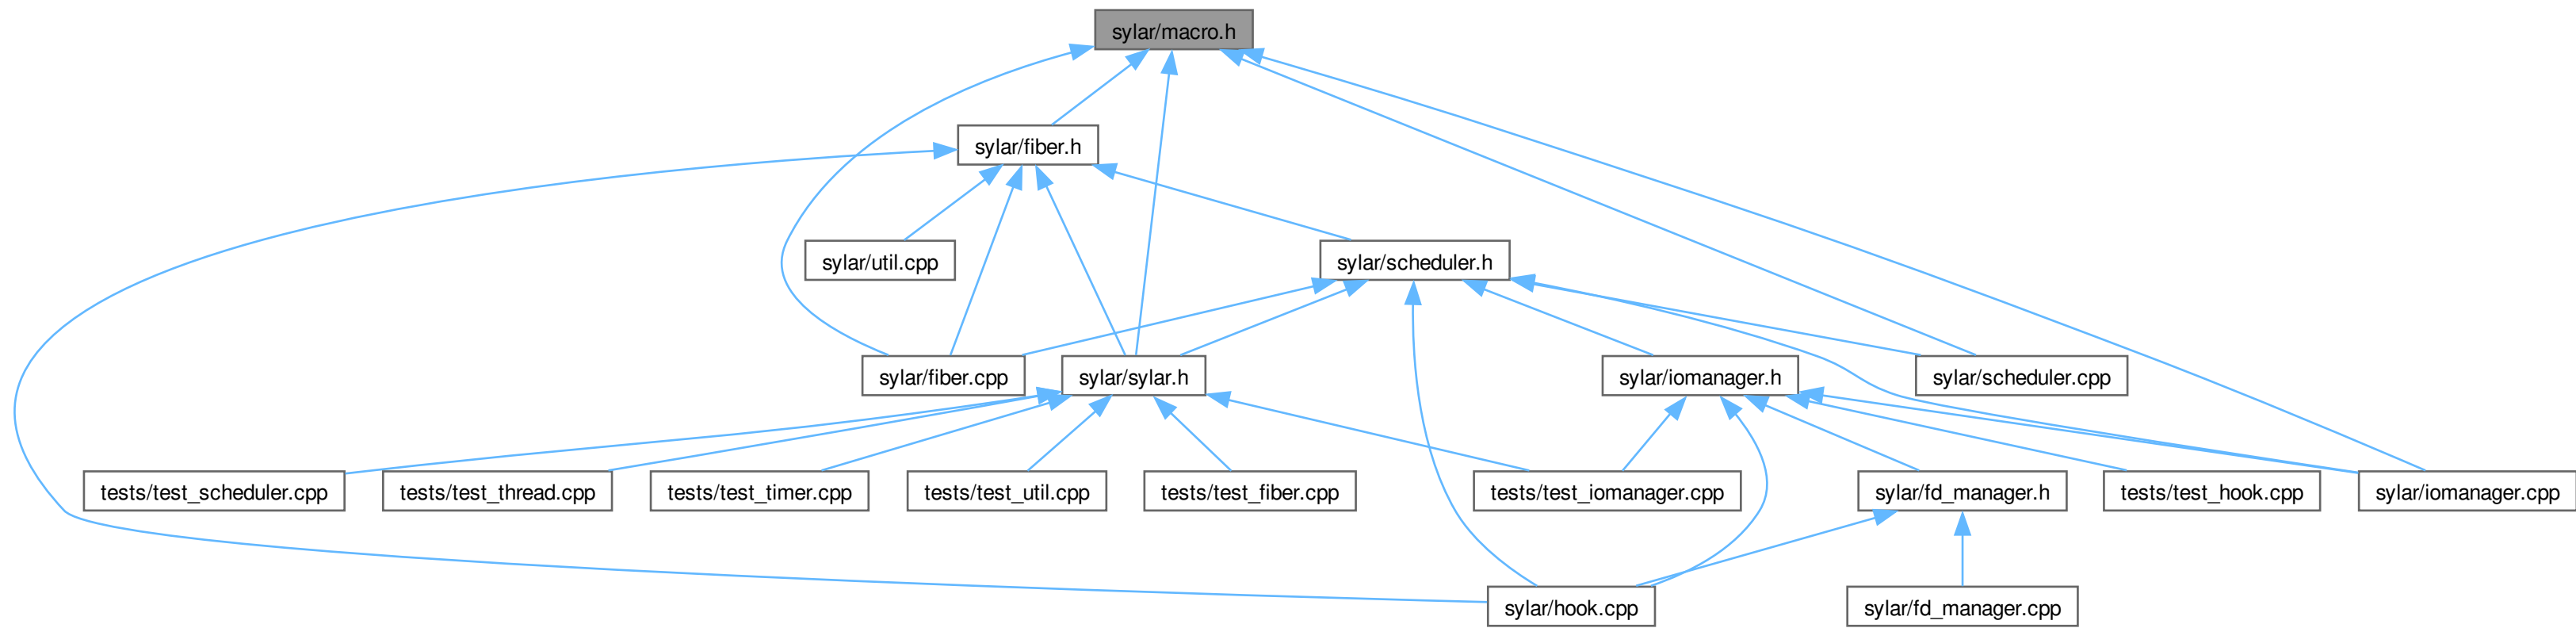 sylar/macro.h
sylar/fiber.h
sylar/util.cpp
sylar/scheduler.h
sylar/fiber.cpp
sylar/sylar.h
sylar/iomanager.h
sylar/scheduler.cpp
tests/test_scheduler.cpp
tests/test_thread.cpp
tests/test_timer.cpp
tests/test_util.cpp
tests/test_fiber.cpp
tests/test_iomanager.cpp
sylar/fd_manager.h
tests/test_hook.cpp
sylar/iomanager.cpp
sylar/hook.cpp
sylar/fd_manager.cpp